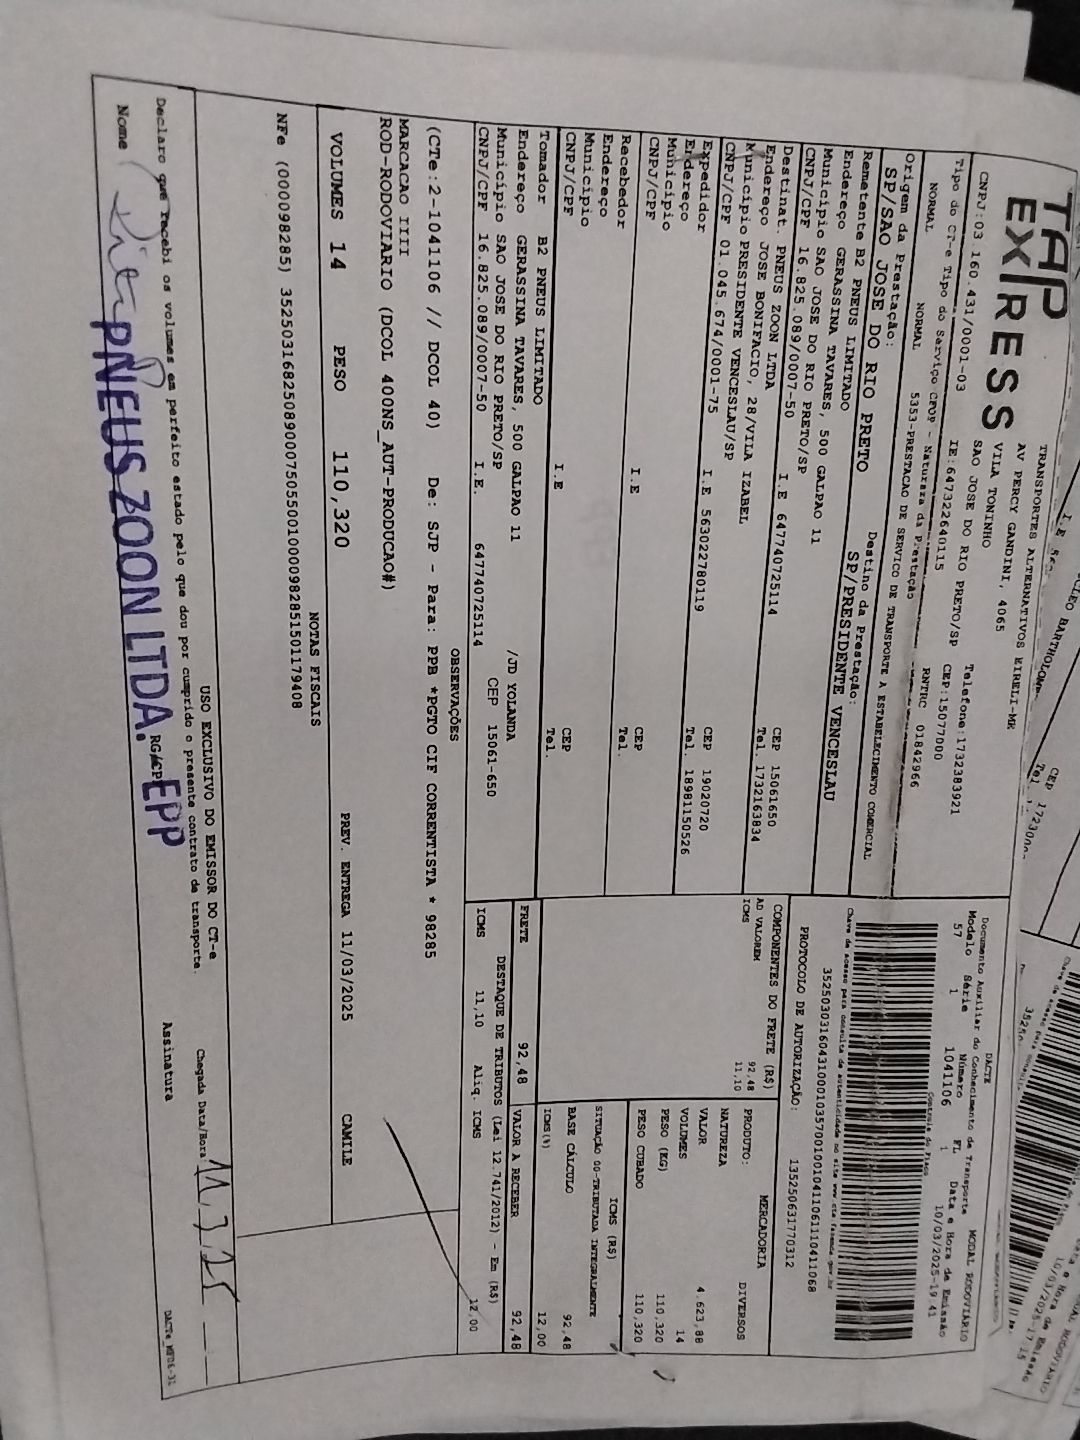 TAP
EXPRESS
TRANSPORTES ALTERNATIVOS EIRELI-ME
AV PERCY GANDINI, 4065
VILA TONINHO
SAO JOSE DO RIO PRETO/SP
CEP:15077000
CNPJ:03.160.431/0001-03
IE:647322640115
Telefone:1732383921
RNTRC 01842966
Tipo do CT-e Tipo do Serviço CFOP - Natureza da Prestação
NORMAL NORMAL 5353-PRESTACAO DE SERVICO DE TRANSPORTE A ESTABELECIMENTO COMERCIAL
Origem da Prestação: Destino da Prestação:
SP/SAO JOSE DO RIO PRETO SP/PRESIDENTE VENCESLAU
DACTE
Documento Auxiliar do Conhecimento de Transporte
MODAL RODOVIÁRIO
Modelo Série Número FL Data e Hora de Emissão
57 1 1041106 1 10/03/2025-19:41
Controle do Fisco
Chave de acesso para consulta de autenticidade no site www.cte.fazenda.gov.br
35250303160431000103570010010411061110411068
PROTOCOLO DE AUTORIZAÇÃO: 135250631770312
Remetente B2 PNEUS LIMITADO
Endereço GERASSINA TAVARES, 500 GALPAO 11
Município SAO JOSE DO RIO PRETO/SP CEP 15061650
CNPJ/CPF 16.825.089/0007-50 I.E 647740725114 Tel. 1732163834
Destinat. PNEUS ZOON LTDA
Endereço JOSE BONIFACIO, 28/VILA IZABEL
Município PRESIDENTE VENCESLAU/SP CEP 19020720
CNPJ/CPF 01.045.674/0001-75 I.E 563022780119 Tel. 18981150526
Expedidor
Endereço
Município CEP
CNPJ/CPF I.E Tel.
Recebedor
Endereço
Município CEP
CNPJ/CPF I.E Tel.
Tomador B2 PNEUS LIMITADO
Endereço GERASSINA TAVARES, 500 GALPAO 11 /JD YOLANDA
Município SAO JOSE DO RIO PRETO/SP CEP 15061-650
CNPJ/CPF 16.825.089/0007-50 I.E. 647740725114
COMPONENTES DO FRETE (R$)
AD VALOREM 92,48
ICMS 11,10
PRODUTO: MERCADORIA
NATUREZA DIVERSOS
VALOR 4.623,88
VOLUMES 14
PESO (KG) 110,320
PESO CUBADO 110,320
ICMS (R$)
SITUAÇÃO 00-TRIBUTADA INTEGRALMENTE
BASE CÁLCULO 92,48
ICMS(%) 12,00
FRETE 92,48 VALOR A RECEBER 92,48
DESTAQUE DE TRIBUTOS (Lei 12.741/2012) - Em (R$)
ICMS 11,10 Aliq. ICMS 12,00
OBSERVAÇÕES
(CTe:2-1041106 // DCOL 40) De: SJP - Para: PPB *PGTO CIF CORRENTISTA * 98285
MARCACAO IIII
ROD-RODOVIARIO (DCOL 400NS_AUT-PRODUCAO#)
VOLUMES 14 PESO 110,320 PREV. ENTREGA 11/03/2025 CAMILE
NOTAS FISCAIS
NFe (000098285) 35250316825089000750550010000982851501179408
USO EXCLUSIVO DO EMISSOR DO CT-e
Chegada Data/Hora: 11.3.25
Declaro que recebi os volumes em perfeito estado pelo que dou por cumprido o presente contrato de transporte.
Nome RG/CPF Assinatura
PNEUS ZOON LTDA. EPP